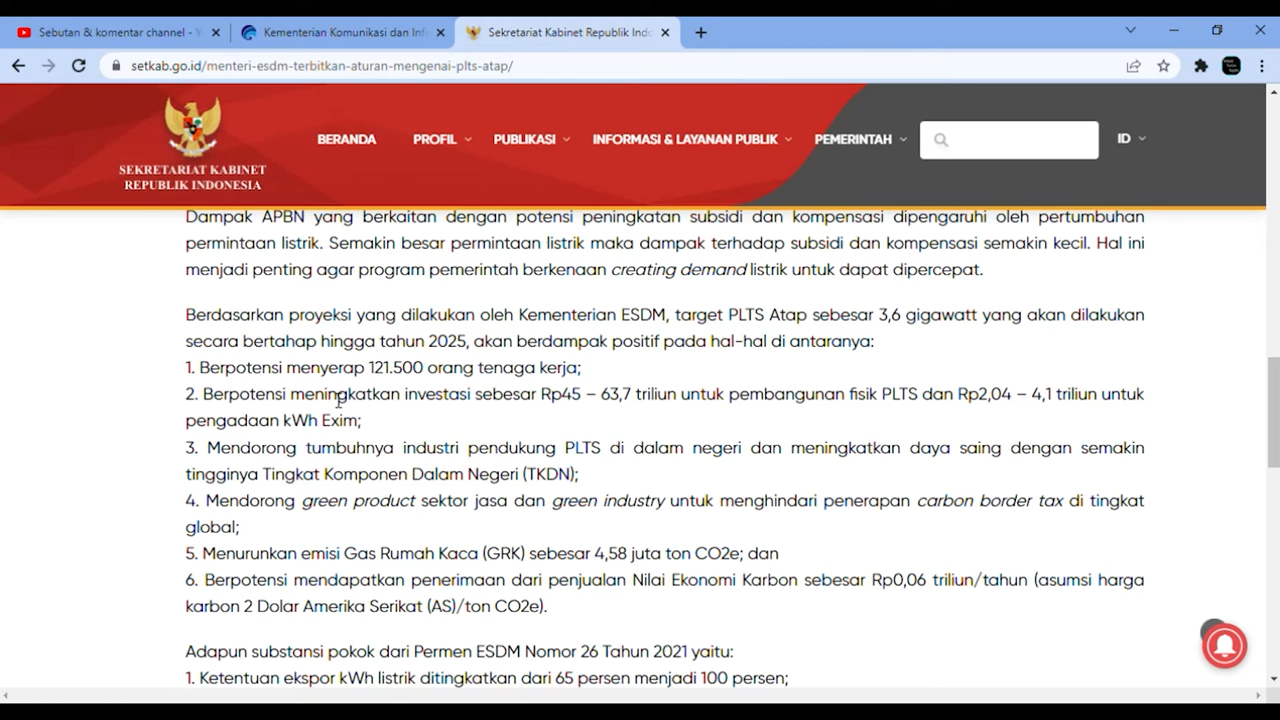 Sebutan & komentar channel - Y
Kementerian Komunikasi dan Inf
Sekretariat Kabinet Republik Indo
setkab.go.id/menteri-esdm-terbitkan-aturan-mengenai-plts-atap/
SEKRETARIAT KABINET
REPUBLIK INDONESIA
BERANDA PROFIL PUBLIKASI INFORMASI & LAYANAN PUBLIK PEMERINTAH ID
Dampak APBN yang berkaitan dengan potensi peningkatan subsidi dan kompensasi dipengaruhi oleh pertumbuhan
permintaan listrik. Semakin besar permintaan listrik maka dampak terhadap subsidi dan kompensasi semakin kecil. Hal ini
menjadi penting agar program pemerintah berkenaan creating demand listrik untuk dapat dipercepat.
Berdasarkan proyeksi yang dilakukan oleh Kementerian ESDM, target PLTS Atap sebesar 3,6 gigawatt yang akan dilakukan
secara bertahap hingga tahun 2025, akan berdampak positif pada hal-hal di antaranya:
1. Berpotensi menyerap 121.500 orang tenaga kerja;
2. Berpotensi meningkatkan investasi sebesar Rp45 – 63,7 triliun untuk pembangunan fisik PLTS dan Rp2,04 – 4,1 triliun untuk
pengadaan kWh Exim;
3. Mendorong tumbuhnya industri pendukung PLTS di dalam negeri dan meningkatkan daya saing dengan semakin
tingginya Tingkat Komponen Dalam Negeri (TKDN);
4. Mendorong green product sektor jasa dan green industry untuk menghindari penerapan carbon border tax di tingkat
global;
5. Menurunkan emisi Gas Rumah Kaca (GRK) sebesar 4,58 juta ton CO2e; dan
6. Berpotensi mendapatkan penerimaan dari penjualan Nilai Ekonomi Karbon sebesar Rp0,06 triliun/tahun (asumsi harga
karbon 2 Dolar Amerika Serikat (AS)/ton CO2e).
Adapun substansi pokok dari Permen ESDM Nomor 26 Tahun 2021 yaitu:
1. Ketentuan ekspor kWh listrik ditingkatkan dari 65 persen menjadi 100 persen;